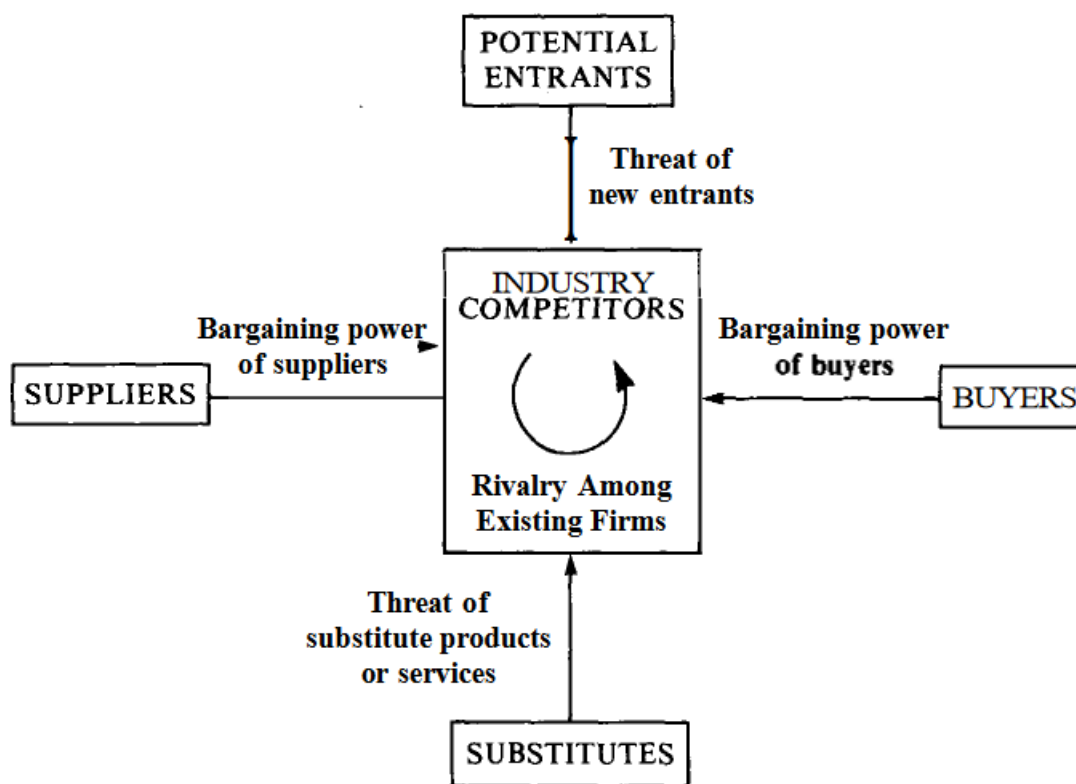 POTENTIAL
ENTRANTS
Threat of
new entrants
INDUSTRY
COMPETITORS
Bargaining power
of suppliers
Bargaining power
of buyers
SUPPLIERS
BUYERS
Rivalry Among
Existing Firms
Threat of
substitute products
or services
SUBSTITUTES